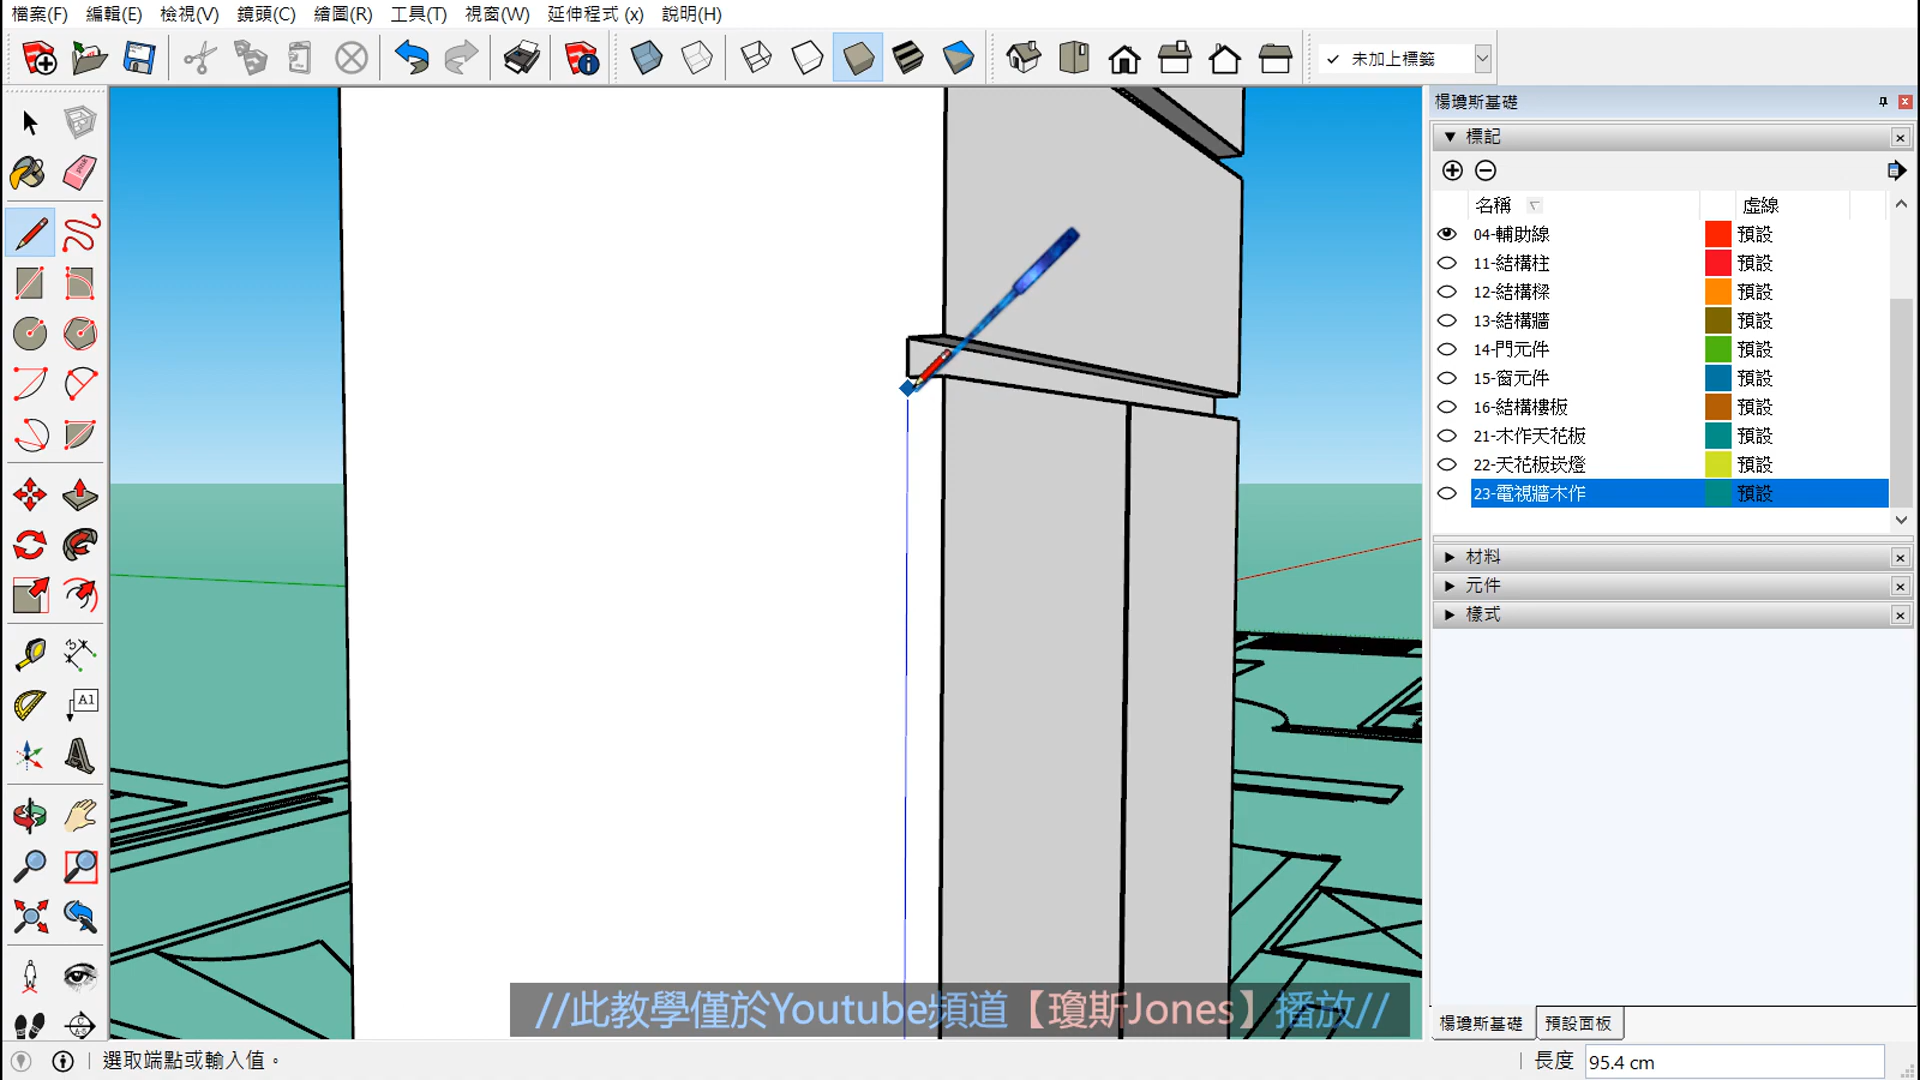 檔案(F) 編輯(E) 檢視(V) 鏡頭(C) 繪圖(R) 工具(T) 視窗(W) 延伸程式 (x) 說明(H)
未加上標籤
楊瓊斯基礎
標記
名稱 虛線
04-輔助線 預設
11-結構柱 預設
12-結構樑 預設
13-結構牆 預設
14-門元件 預設
15-窗元件 預設
16-結構樓板 預設
21-木作天花板 預設
22-天花板崁燈 預設
23-電視牆木作 預設
材料
元件
樣式
A1
//此教學僅於Youtube頻道【瓊斯Jones】播放//
楊瓊斯基礎 預設面板
選取端點或輸入值。
長度 95.4 cm